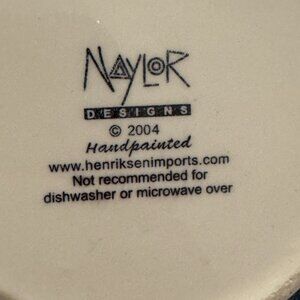 NAYLOR
DESIGNS
© 2004
Handpainted
www.henriksenimports.com
Not recommended for
dishwasher or microwave over